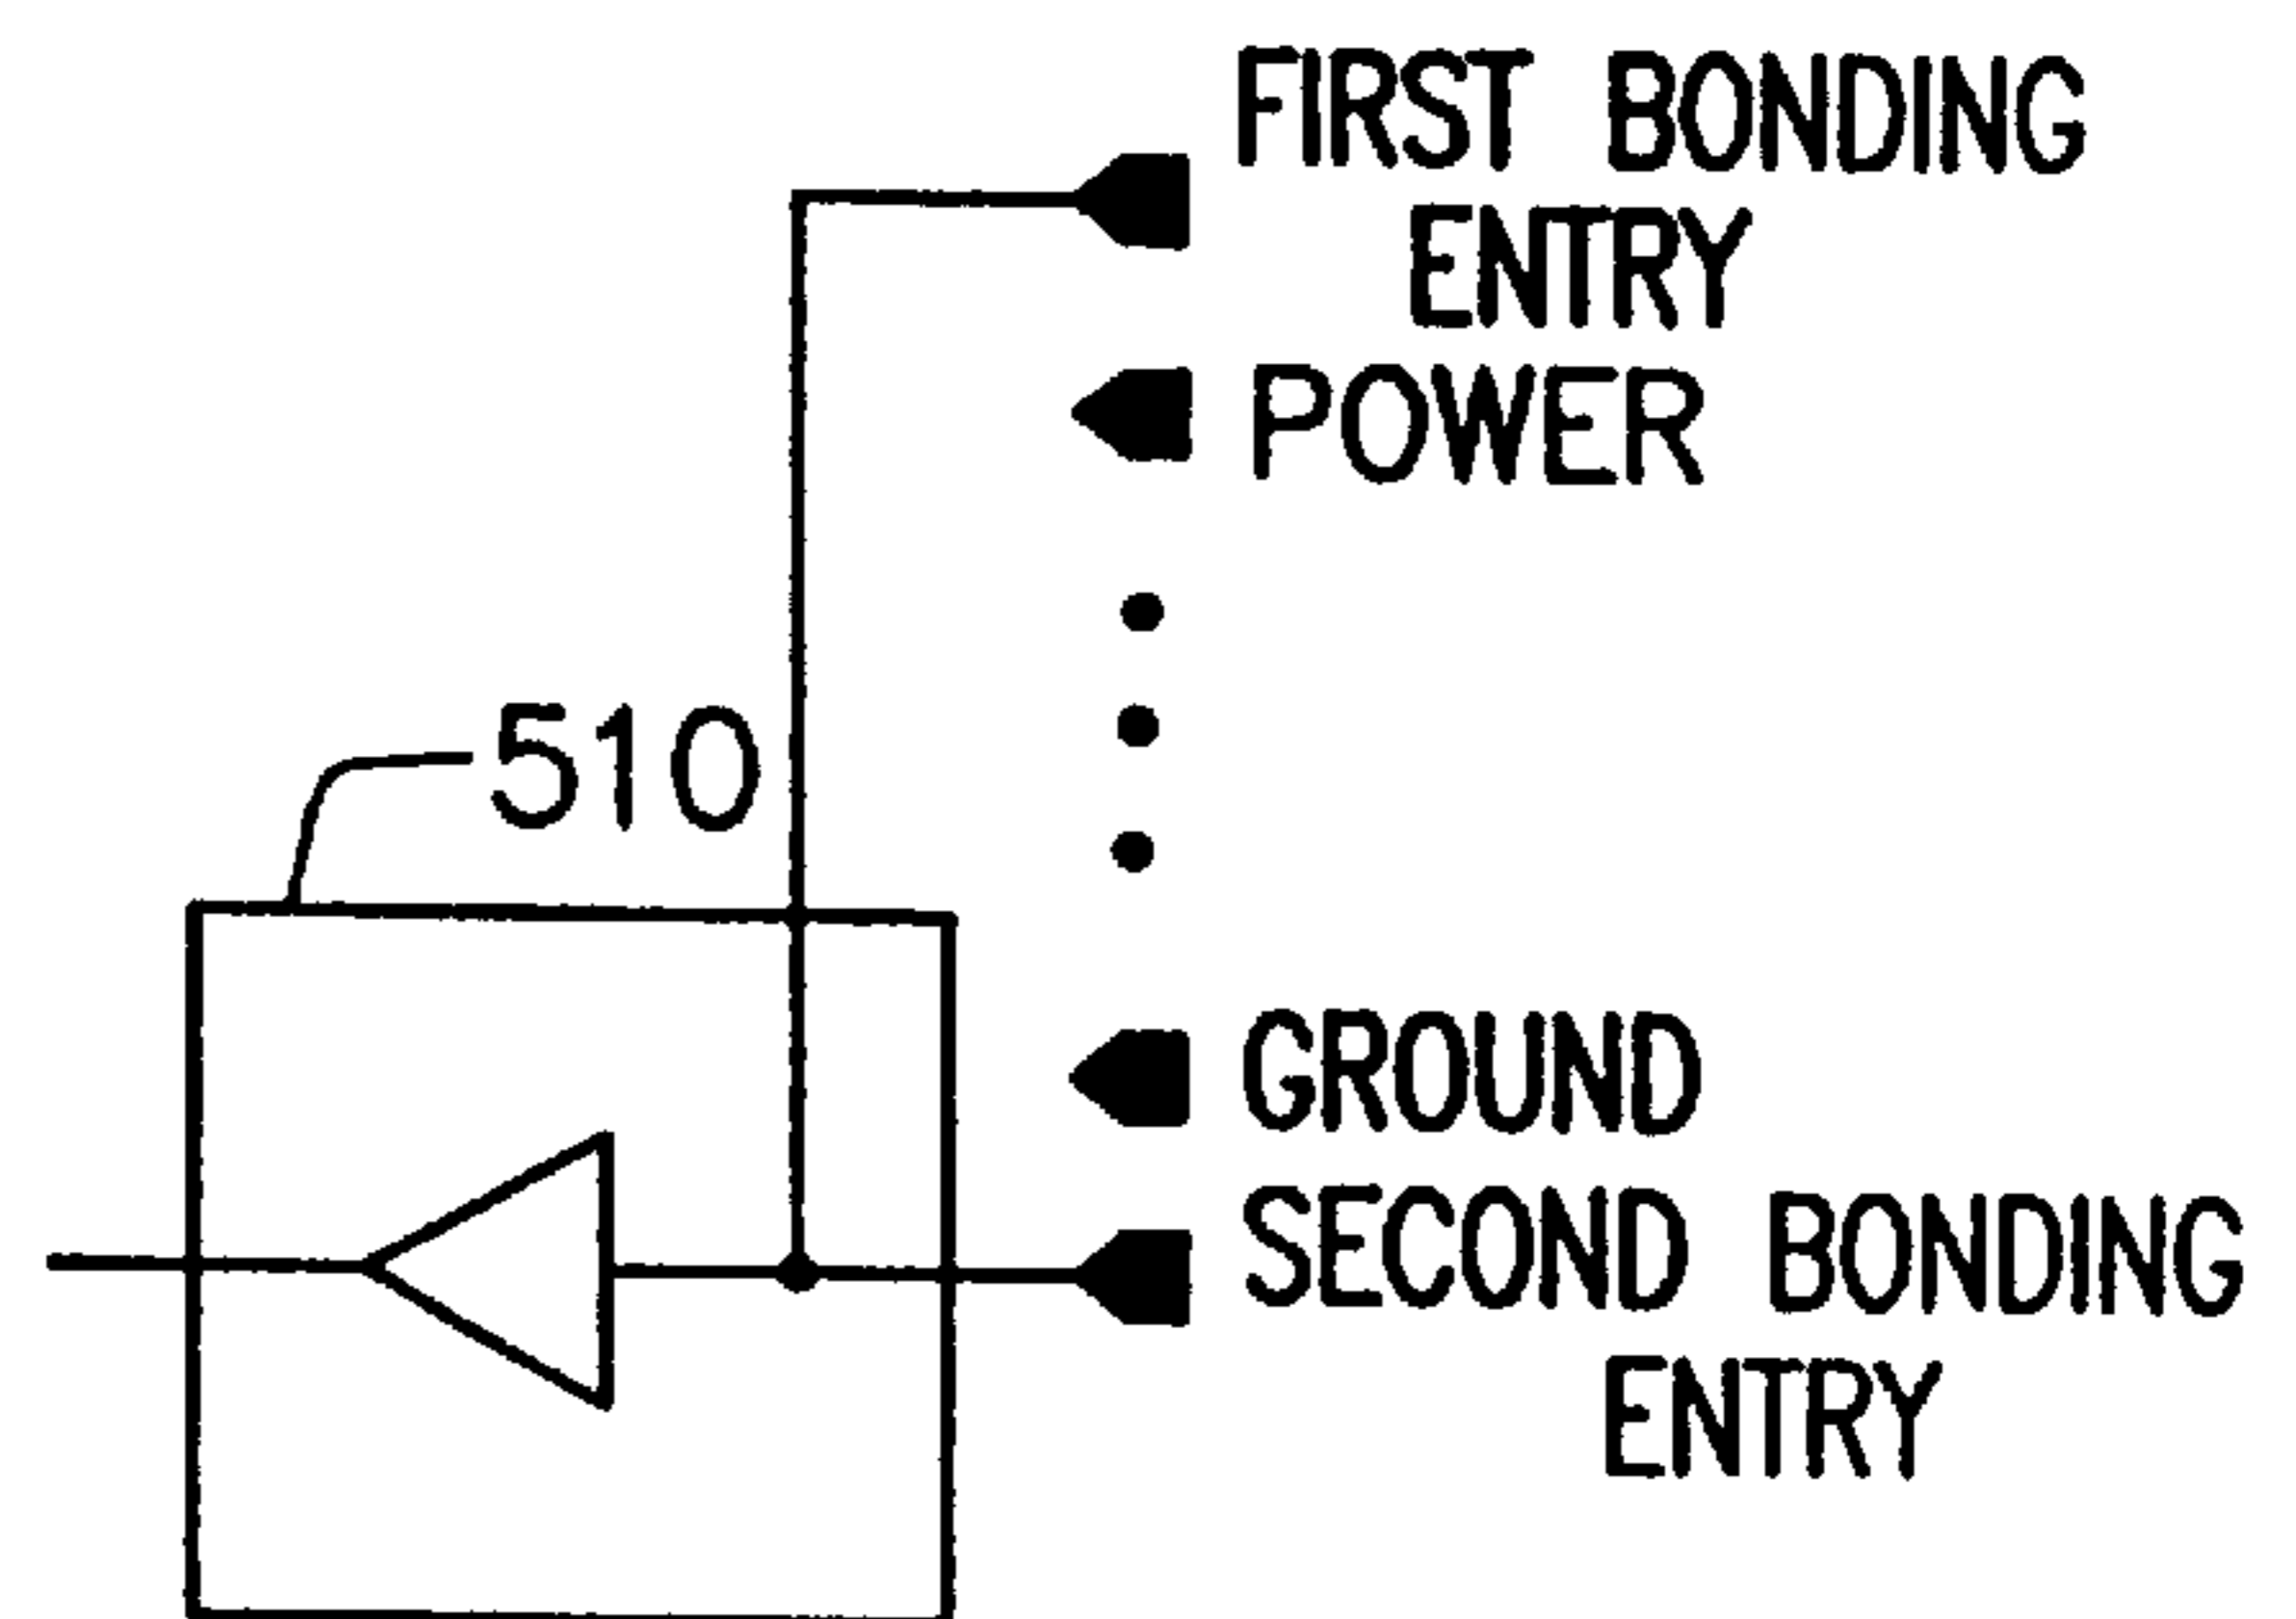 FIRST BONDING
ENTRY
POWER
510
GROUND
SECOND BONDING
ENTRY